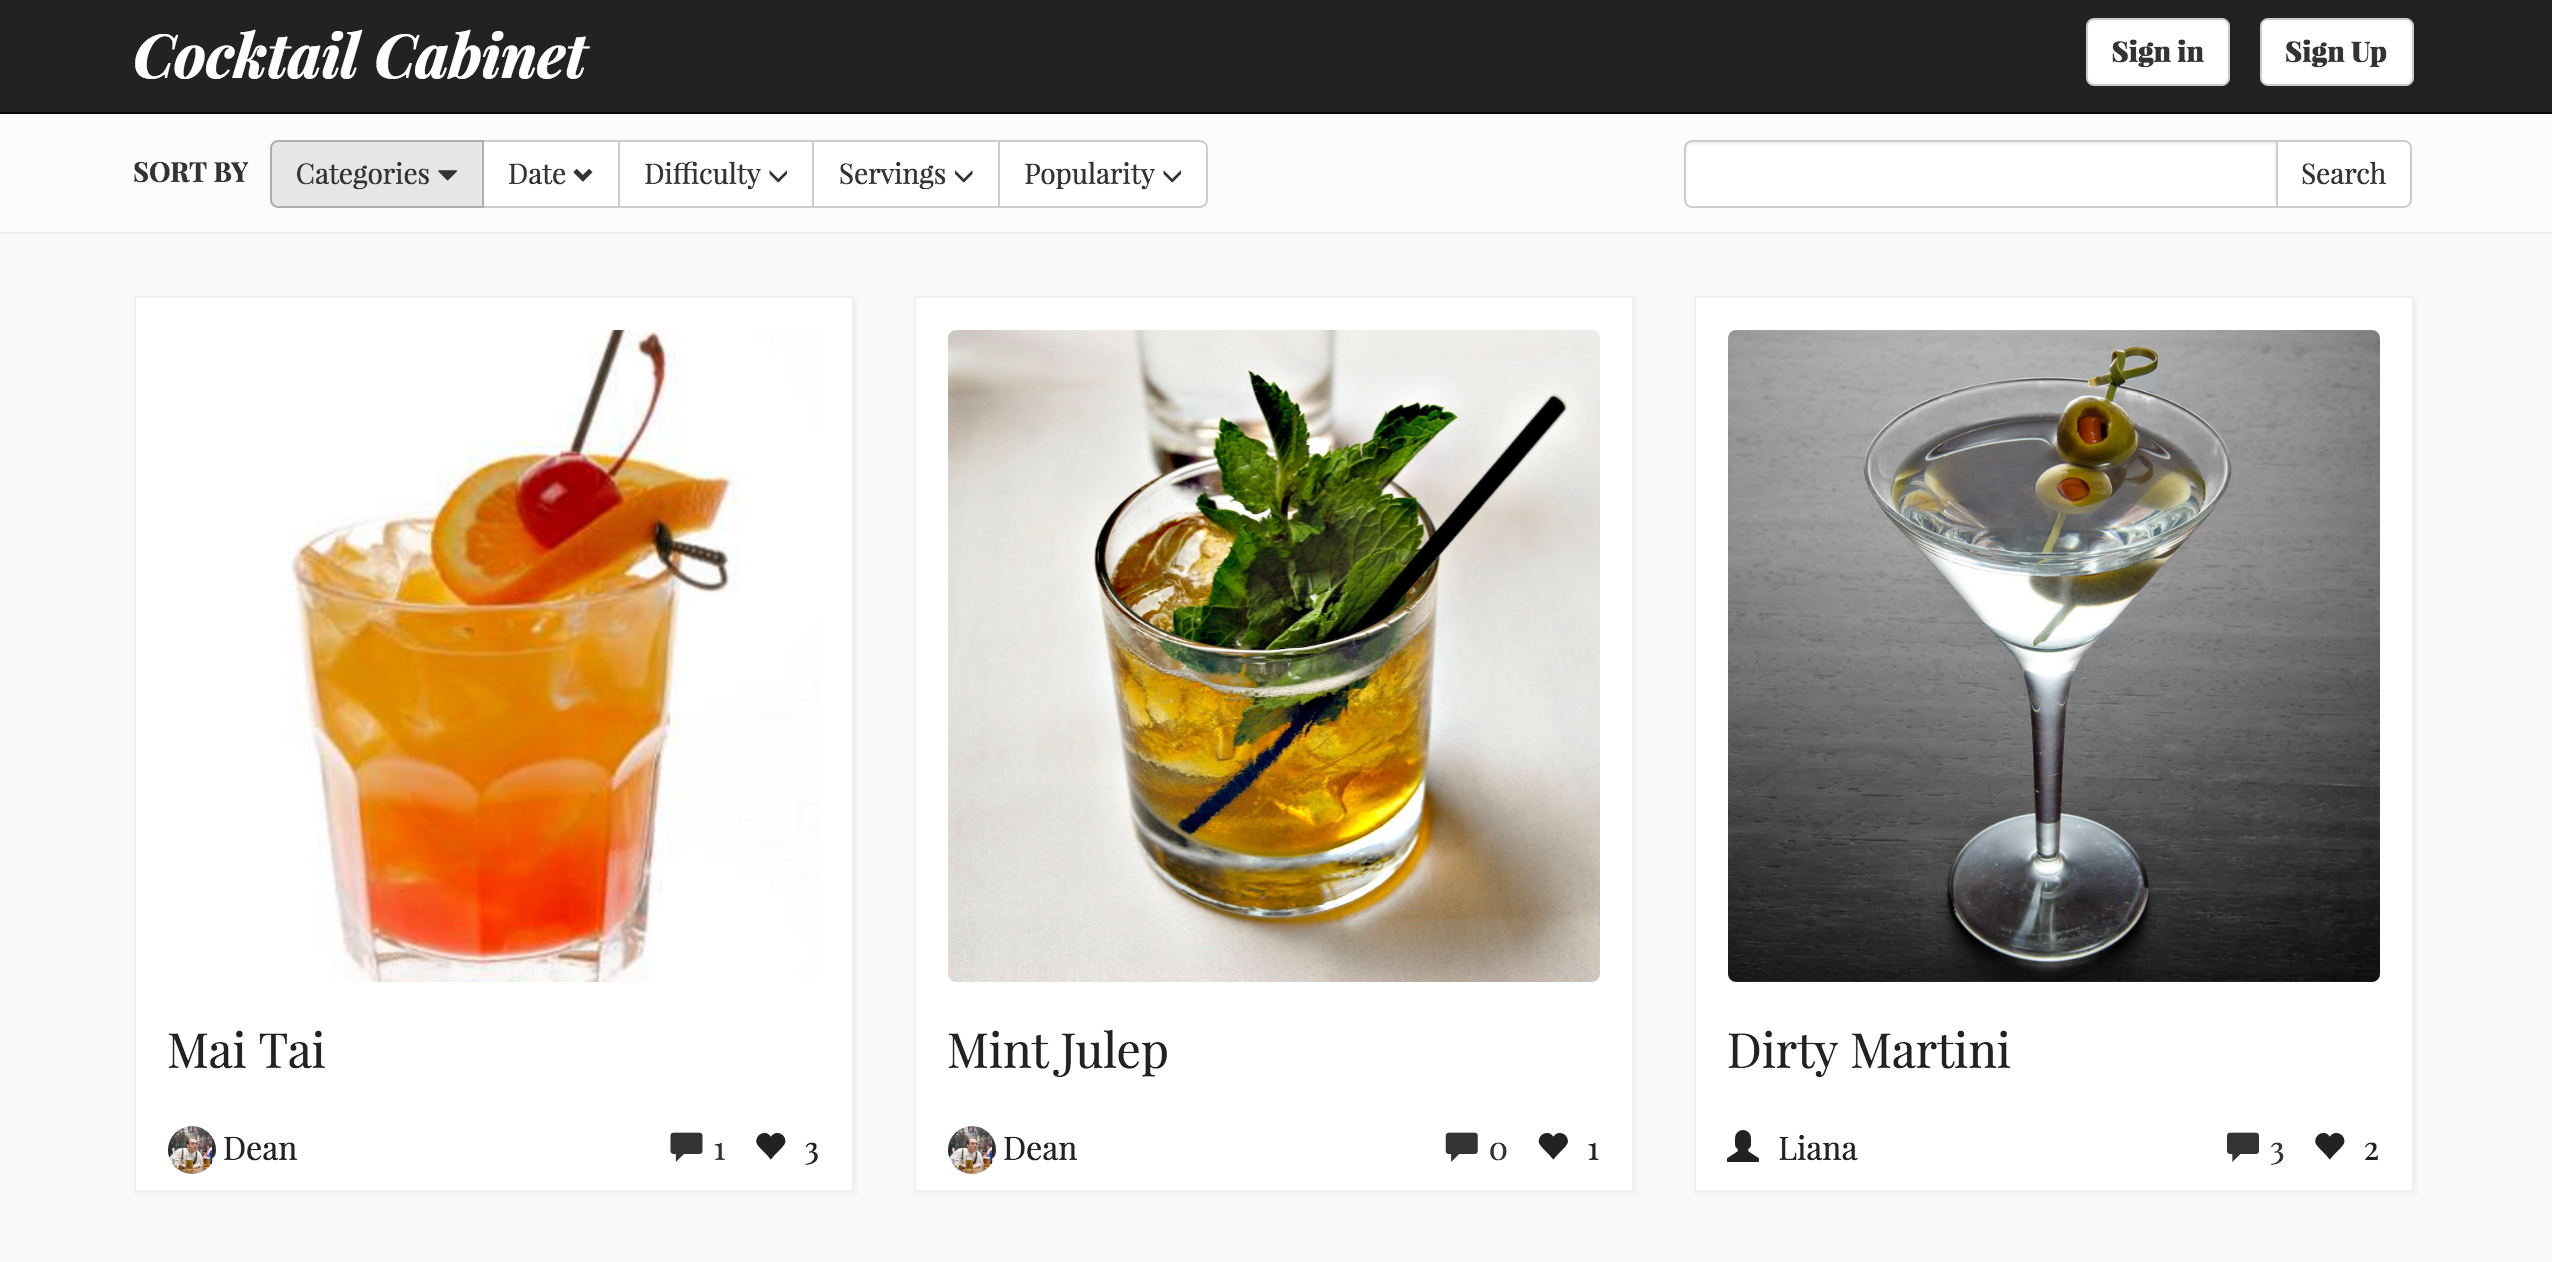 Cocktail Cabinet
Sign in
Sign Up
SORT BY
Categories
Date
Difficulty
Servings
Popularity
Search
Mai Tai
Dean
1
3
Mint Julep
Dean
0
1
Dirty Martini
Liana
3
2